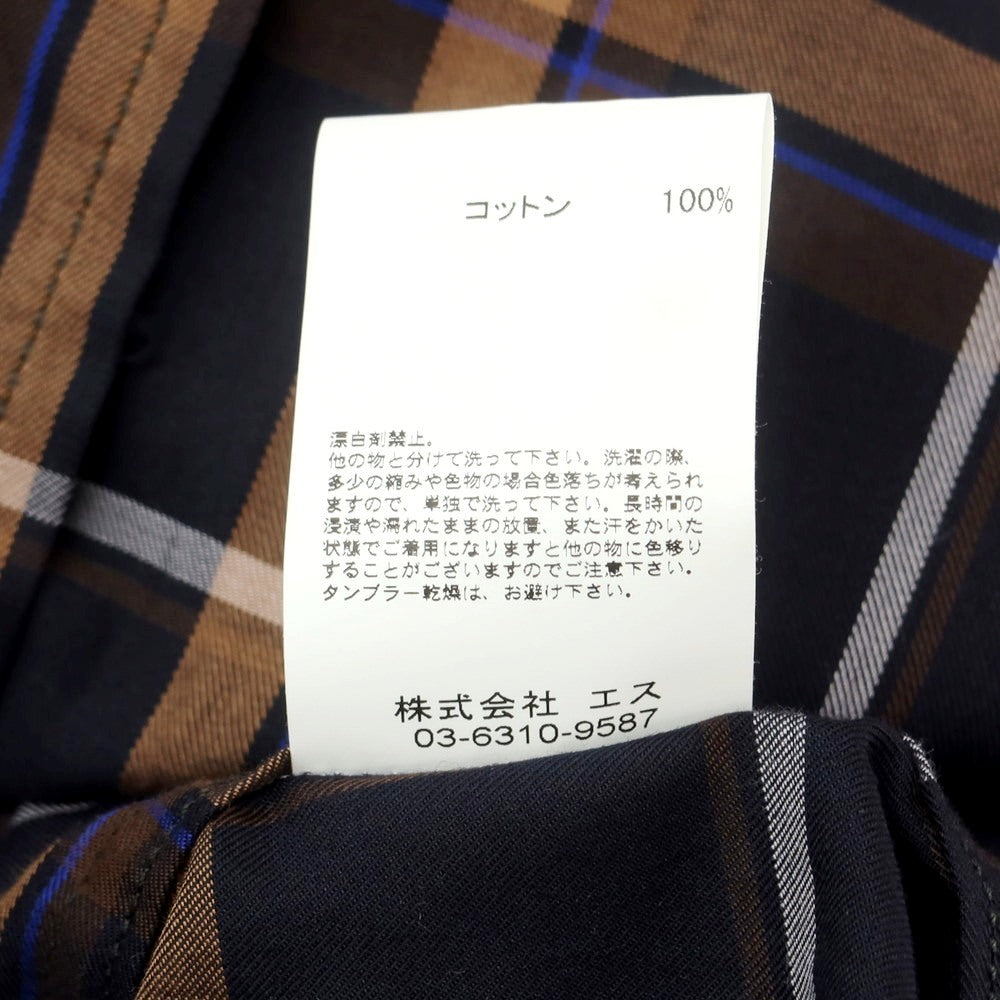 コットン 100%
漂白剤禁止。
他の物と分けて洗って下さい。洗濯の際、
多少の縮みや色物の場合色落ちが考えられ
ますので、単独で洗って下さい。長時間の
浸漬や濡れたままの放置、また汗をかいた
状態でご着用になりますと他の物に色移り
することがございますのでご注意下さい。
タンブラー乾燥は、お避け下さい。
株式会社 エス
03-6310-9587